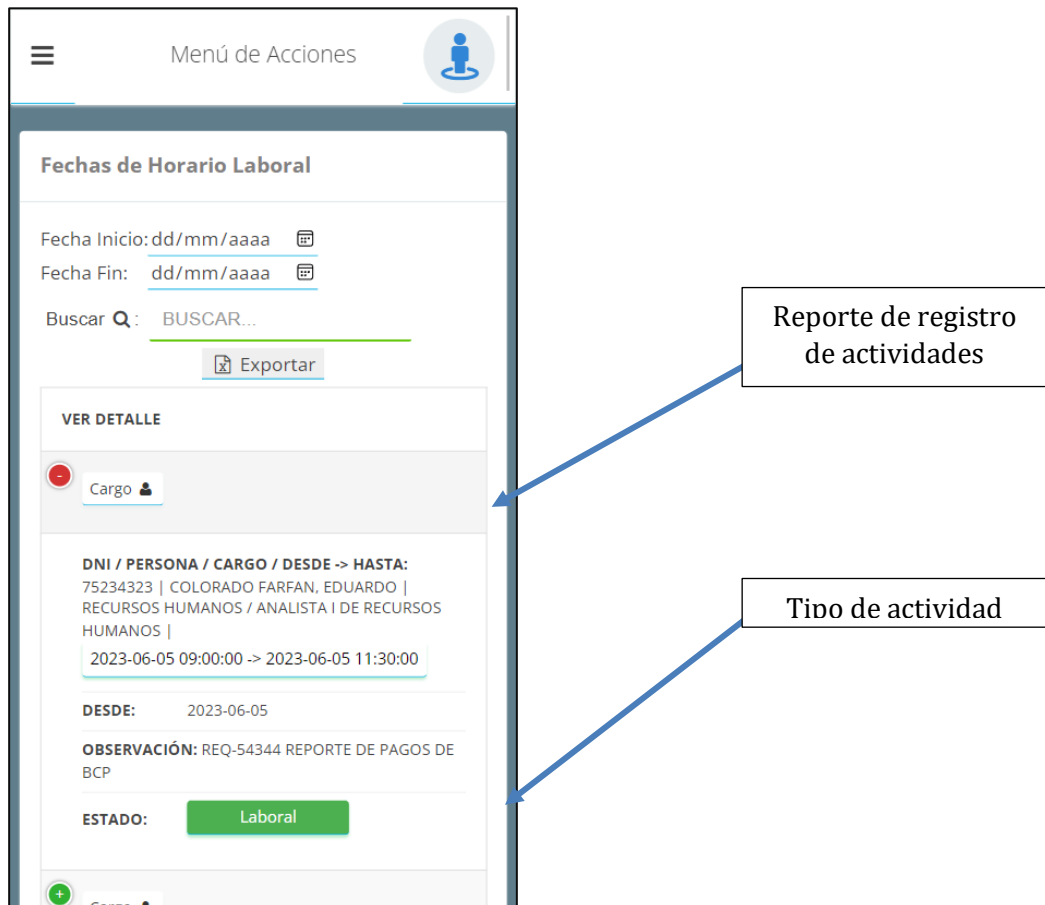 Menú de Acciones
Fechas de Horario Laboral
Fecha Inicio: dd/mm/aaaa
Fecha Fin: dd/mm/aaaa
Buscar : BUSCAR...
Exportar
VER DETALLE
-
Cargo
DNI / PERSONA / CARGO / DESDE -> HASTA:
75234323 | COLORADO FARFAN, EDUARDO |
RECURSOS HUMANOS / ANALISTA I DE RECURSOS
HUMANOS |
2023-06-05 09:00:00 -> 2023-06-05 11:30:00
DESDE: 2023-06-05
OBSERVACIÓN: REQ-54344 REPORTE DE PAGOS DE
BCP
ESTADO: Laboral
+
Cargo
Reporte de registro
de actividades
Tipo de actividad